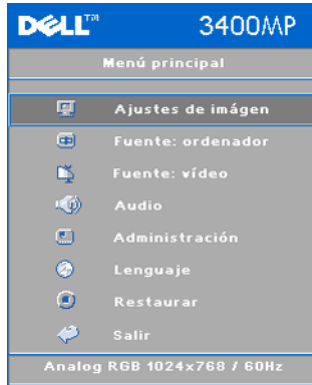 DELL™ 3400MP
Menú principal
Ajustes de imágen
Fuente: ordenador
Fuente: vídeo
Audio
Administración
Lenguaje
Restaurar
Salir
Analog RGB 1024x768 / 60Hz